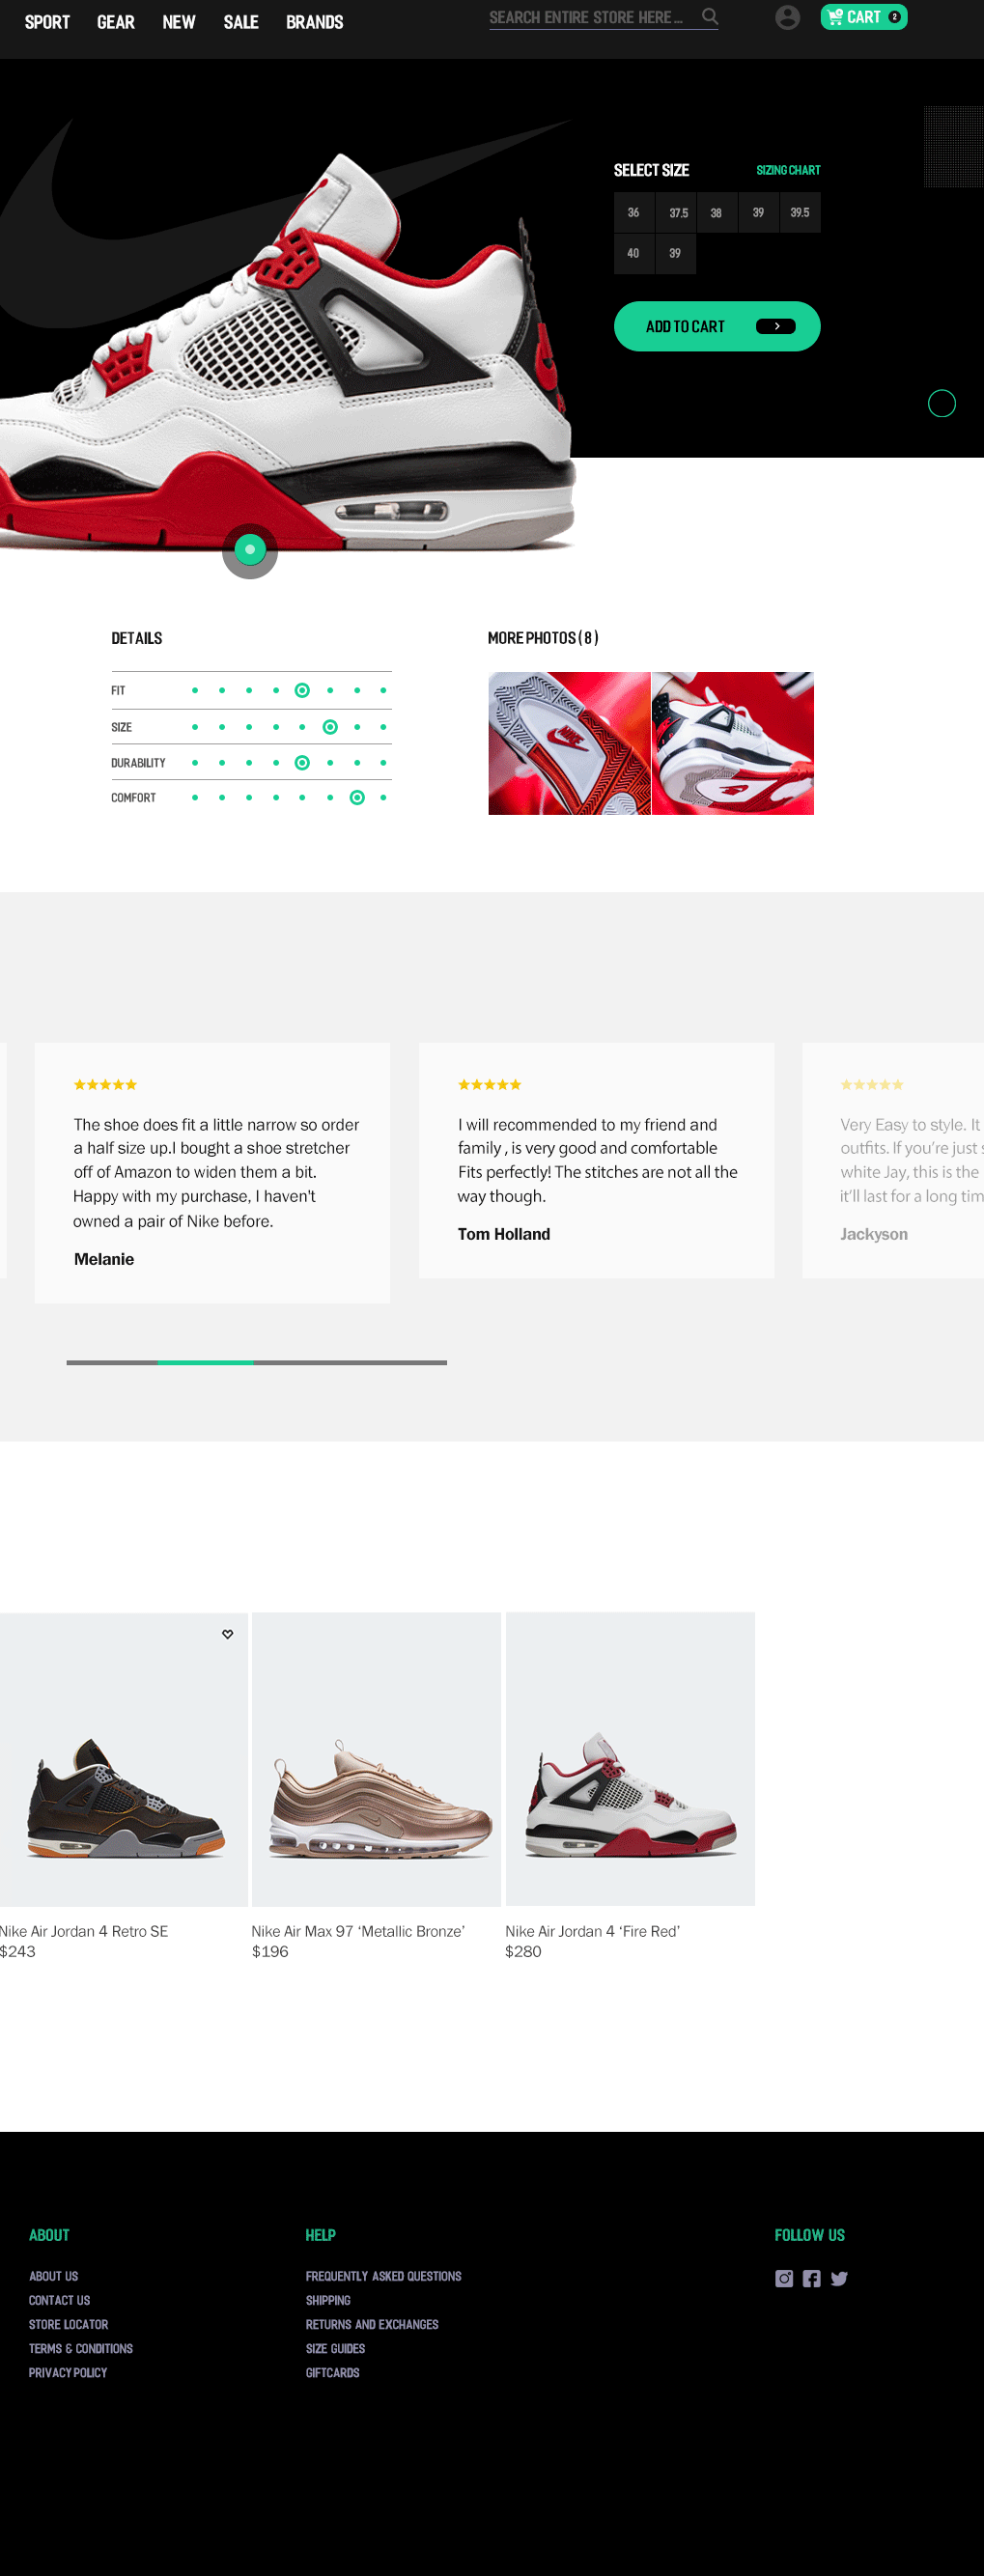 SPORT GEAR NEW SALE BRANDS SEARCH ENTIRE STORE HERE ... CART 2
SELECT SIZE SIZING CHART
36 37.5 38 39 39.5
40 39
ADD TO CART
DETAILS
FIT
SIZE
DURABILITY
COMFORT
MORE PHOTOS ( 8 )
NIKE
The shoe does fit a little narrow so order
a half size up.I bought a shoe stretcher
off of Amazon to widen them a bit.
Happy with my purchase, I haven't
owned a pair of Nike before.
Melanie
I will recommended to my friend and
family , is very good and comfortable
Fits perfectly! The stitches are not all the
way though.
Tom Holland
Very Easy to style. It
outfits. If you’re just s
white Jay, this is the
it’ll last for a long tim
Jackyson
Nike Air Jordan 4 Retro SE
$243
Nike Air Max 97 ‘Metallic Bronze’
$196
Nike Air Jordan 4 ‘Fire Red’
$280
ABOUT
ABOUT US
CONTACT US
STORE LOCATOR
TERMS & CONDITIONS
PRIVACY POLICY
HELP
FREQUENTLY ASKED QUESTIONS
SHIPPING
RETURNS AND EXCHANGES
SIZE GUIDES
GIFTCARDS
FOLLOW US